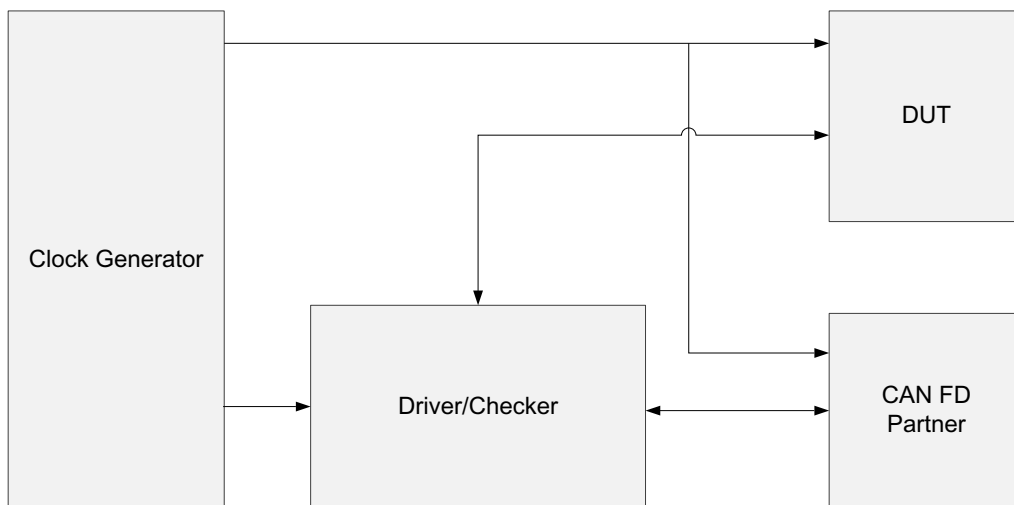 DUT
Clock Generator
Driver/Checker
CAN FD
Partner